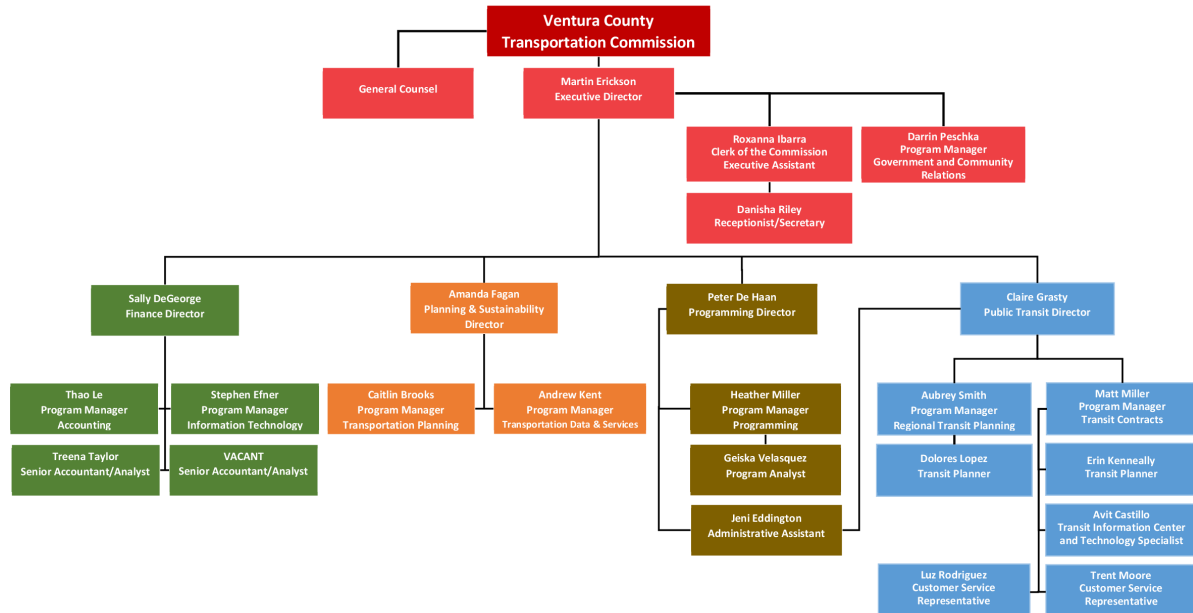 Ventura County
Transportation Commission
General Counsel
Martin Erickson
Executive Director
Roxanna Ibarra
Clerk of the Commission
Executive Assistant
Darrin Peschka
Program Manager
Government and Community
Relations
Danisha Riley
Receptionist/Secretary
Sally DeGeorge
Finance Director
Amanda Fagan
Planning & Sustainability
Director
Peter De Haan
Programming Director
Claire Grasty
Public Transit Director
Thao Le
Program Manager
Accounting
Stephen Efner
Program Manager
Information Technology
Caitlin Brooks
Program Manager
Transportation Planning
Andrew Kent
Program Manager
Transportation Data & Services
Heather Miller
Program Manager
Programming
Aubrey Smith
Program Manager
Regional Transit Planning
Matt Miller
Program Manager
Transit Contracts
Treena Taylor
Senior Accountant/Analyst
VACANT
Senior Accountant/Analyst
Geiska Velasquez
Program Analyst
Dolores Lopez
Transit Planner
Erin Kenneally
Transit Planner
Jeni Eddington
Administrative Assistant
Avit Castillo
Transit Information Center
and Technology Specialist
Luz Rodriguez
Customer Service
Representative
Trent Moore
Customer Service
Representative